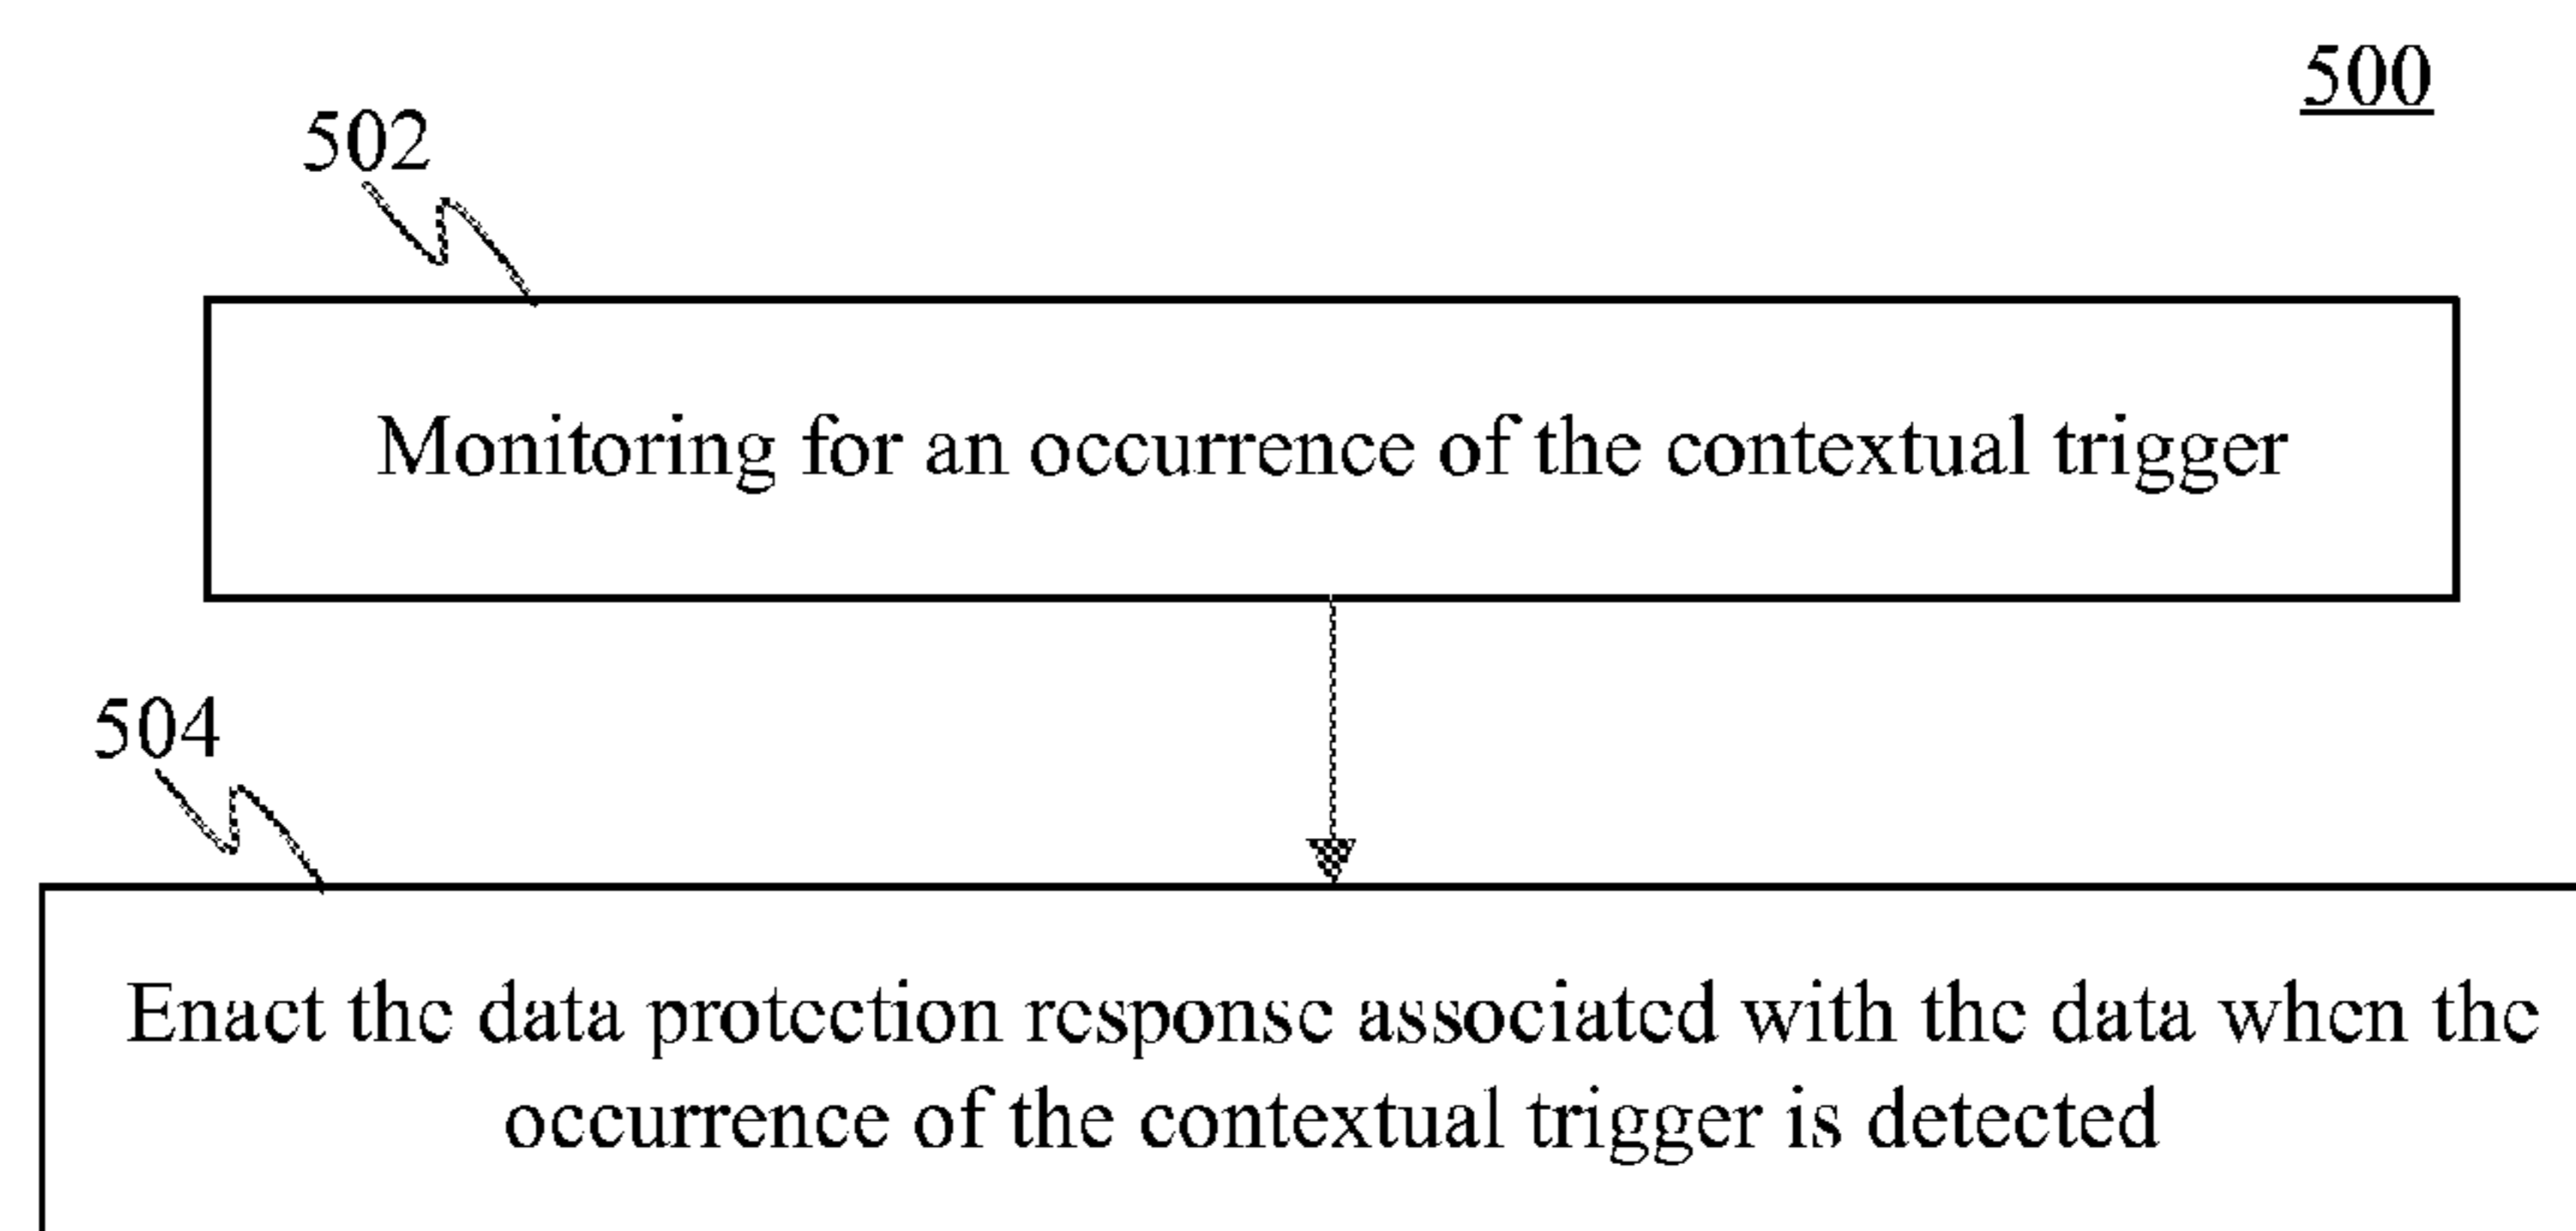 500
502
Monitoring for an occurrence of the contextual trigger
504
Enact the data protection response associated with the data when the
occurrence of the contextual trigger is detected